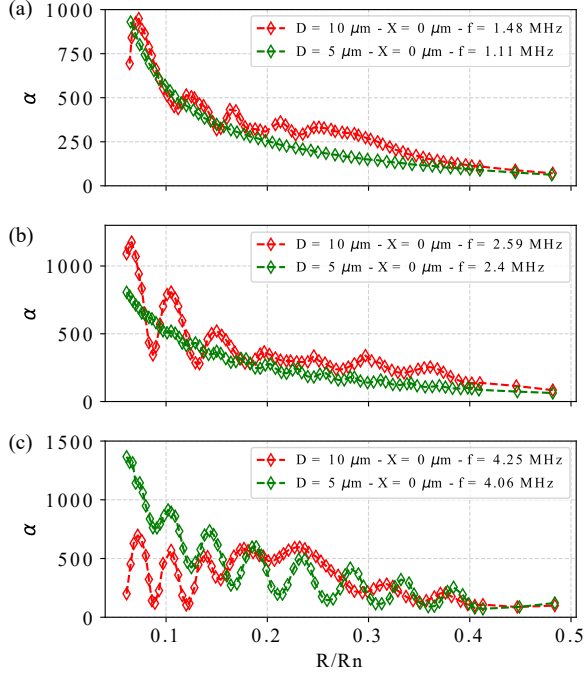 (a)
1000
750
500
250
0
α
D = 10 μm - X = 0 μm - f = 1.48 MHz
D = 5 μm - X = 0 μm - f = 1.11 MHz
(b)
1000
500
0
α
D = 10 μm - X = 0 μm - f = 2.59 MHz
D = 5 μm - X = 0 μm - f = 2.4 MHz
(c)
1500
1000
500
0
α
D = 10 μm - X = 0 μm - f = 4.25 MHz
D = 5 μm - X = 0 μm - f = 4.06 MHz
0.1 0.2 0.3 0.4 0.5
R/Rn